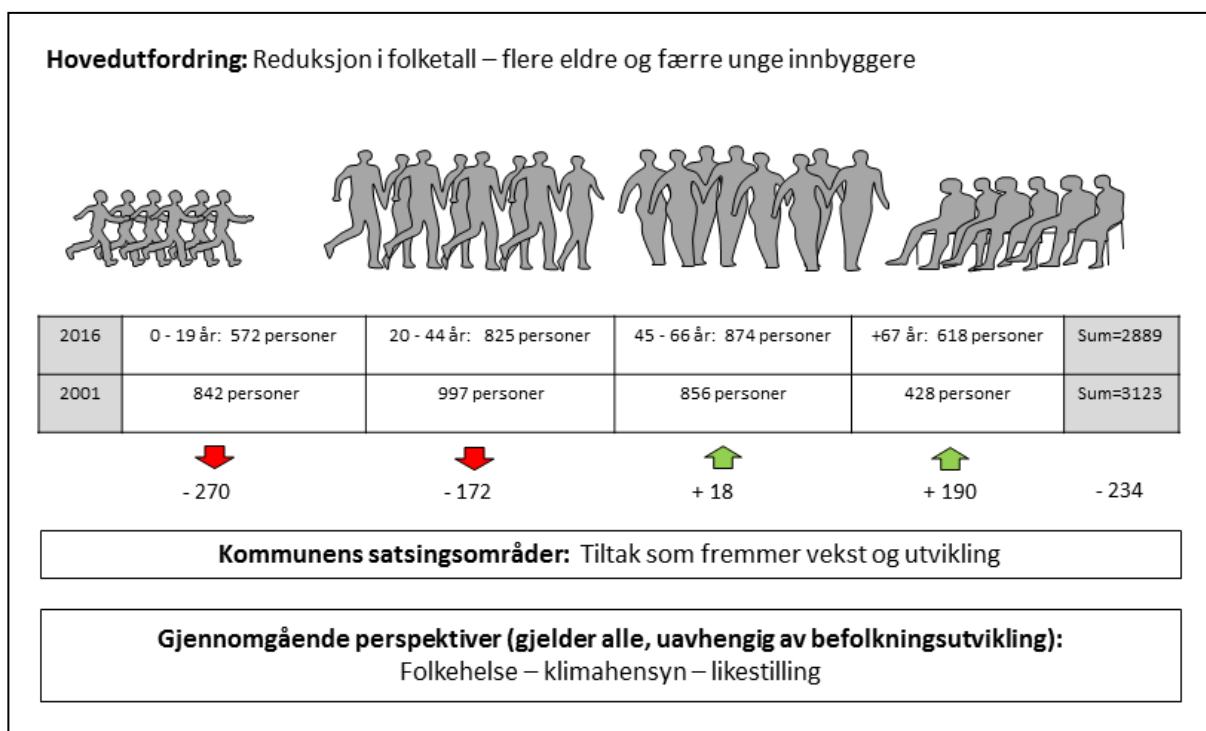 Hovedutfordring: Reduksjon i folketall – flere eldre og færre unge innbyggere
2016 0 - 19 år: 572 personer 20 - 44 år: 825 personer 45 - 66 år: 874 personer +67 år: 618 personer Sum=2889
2001 842 personer 997 personer 856 personer 428 personer Sum=3123
- 270 - 172 + 18 + 190 - 234
Kommunens satsingsområder: Tiltak som fremmer vekst og utvikling
Gjennomgående perspektiver (gjelder alle, uavhengig av befolkningsutvikling):
Folkehelse – klimahensyn – likestilling